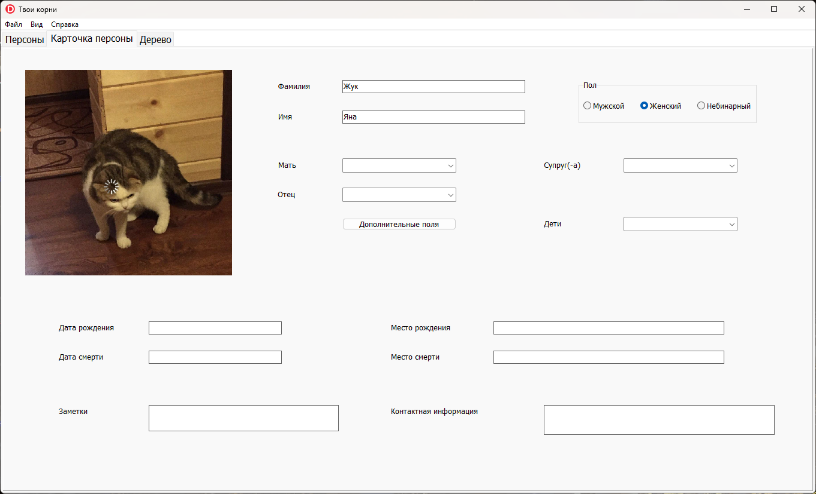 Твои корни
Файл Вид Справка
Персоны Карточка персоны Дерево
Фамилия Жук
Пол
Мужской Женский Небинарный
Имя Яна
Мать Супруг(-а)
Отец
Дополнительные поля Дети
Дата рождения Место рождения
Дата смерти Место смерти
Заметки Контактная информация